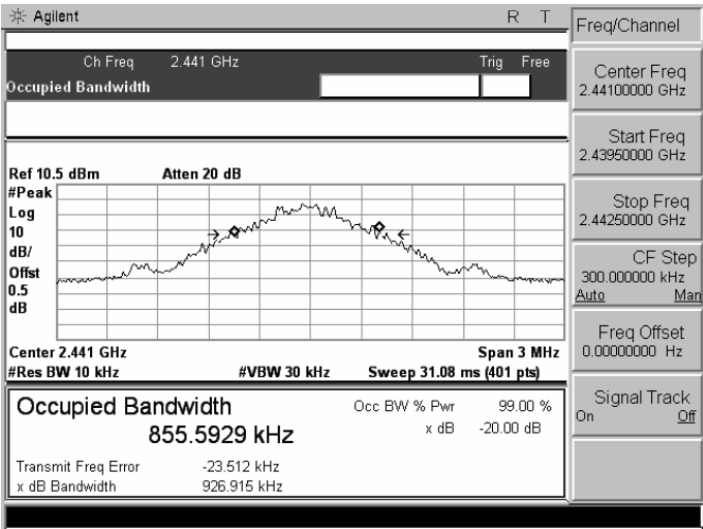 Agilent R T
Freq/Channel
Ch Freq 2.441 GHz Trig Free
Occupied Bandwidth
Center Freq
2.44100000 GHz
Start Freq
2.43950000 GHz
Stop Freq
2.44250000 GHz
CF Step
300.000000 kHz
Auto Man
Freq Offset
0.00000000 Hz
Signal Track
On Off
Ref 10.5 dBm Atten 20 dB
#Peak
Log
10
dB/
Offst
0.5
dB
Center 2.441 GHz Span 3 MHz
#Res BW 10 kHz #VBW 30 kHz Sweep 31.08 ms (401 pts)
Occupied Bandwidth Occ BW % Pwr 99.00 %
855.5929 kHz x dB -20.00 dB
Transmit Freq Error -23.512 kHz
x dB Bandwidth 926.915 kHz